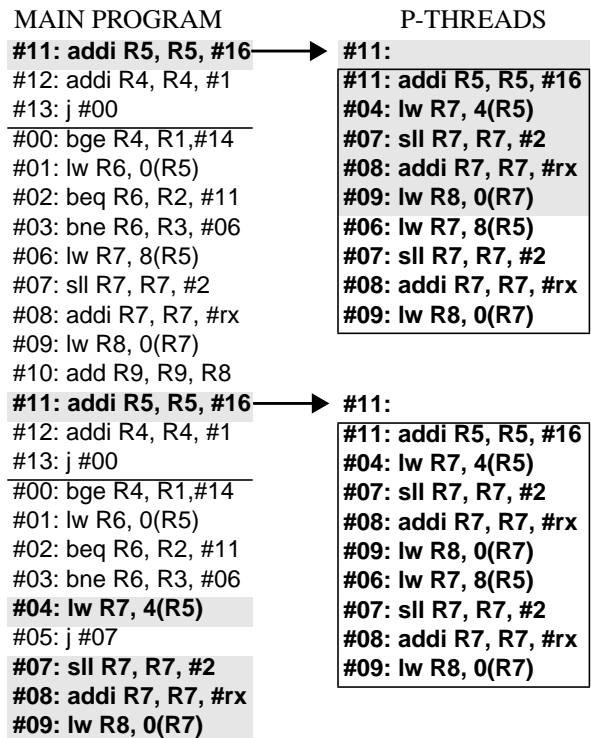 MAIN PROGRAM
#11: addi R5, R5, #16
#12: addi R4, R4, #1
#13: j #00
#00: bge R4, R1,#14
#01: lw R6, 0(R5)
#02: beq R6, R2, #11
#03: bne R6, R3, #06
#06: lw R7, 8(R5)
#07: sll R7, R7, #2
#08: addi R7, R7, #rx
#09: lw R8, 0(R7)
#10: add R9, R9, R8
#11: addi R5, R5, #16
#12: addi R4, R4, #1
#13: j #00
#00: bge R4, R1,#14
#01: lw R6, 0(R5)
#02: beq R6, R2, #11
#03: bne R6, R3, #06
#04: lw R7, 4(R5)
#05: j #07
#07: sll R7, R7, #2
#08: addi R7, R7, #rx
#09: lw R8, 0(R7)
P-THREADS
#11:
#11: addi R5, R5, #16
#04: lw R7, 4(R5)
#07: sll R7, R7, #2
#08: addi R7, R7, #rx
#09: lw R8, 0(R7)
#06: lw R7, 8(R5)
#07: sll R7, R7, #2
#08: addi R7, R7, #rx
#09: lw R8, 0(R7)
#11:
#11: addi R5, R5, #16
#04: lw R7, 4(R5)
#07: sll R7, R7, #2
#08: addi R7, R7, #rx
#09: lw R8, 0(R7)
#06: lw R7, 8(R5)
#07: sll R7, R7, #2
#08: addi R7, R7, #rx
#09: lw R8, 0(R7)